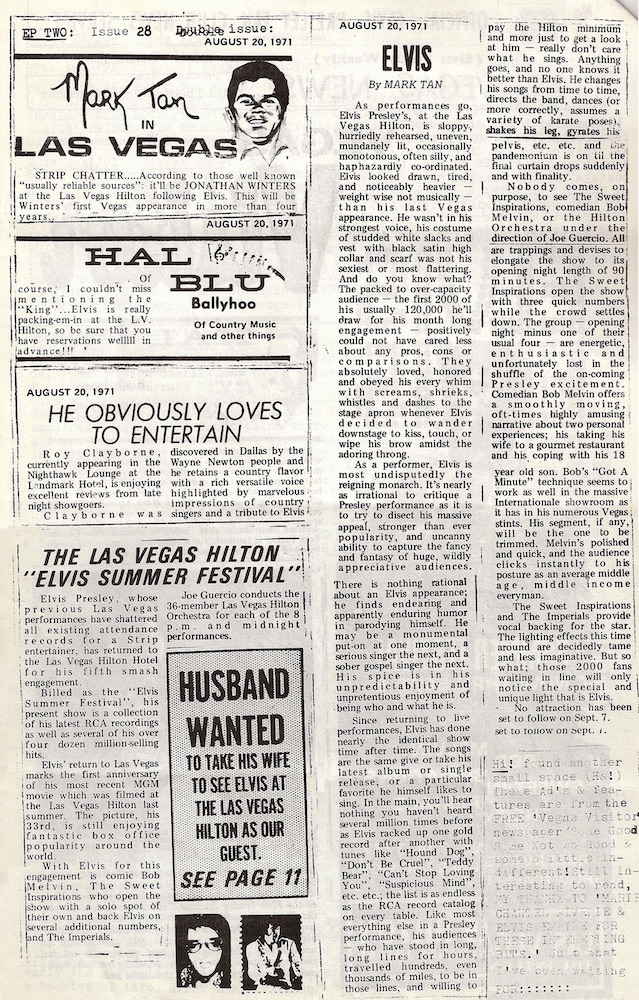 EP TWO: Issue 28 Double issue:
AUGUST 20, 1971
Mark Tan
IN
LAS VEGAS
STRIP CHATTER.....According to those well known
"usually reliable sources": it'll be JONATHAN WINTERS
at the Las Vegas Hilton following Elvis. This will be
Winters' first Vegas appearance in more than four
years..
AUGUST 20, 1971
HAL
BLU
Ballyhoo
Of Country Music
and other things
. Of
course, I couldn't miss
mentioning the
"King"...Elvis is really
packing-em-in at the L.V.
Hilton, so be sure that you
have reservations welllll in
advance!!! "
AUGUST 20, 1971
HE OBVIOUSLY LOVES
TO ENTERTAIN
Roy Clayborne,
currently appearing in the
Nighthawk Lounge at the
Landmark Hotel, is enjoying
excellent reviews from late
night showgoers.
Clayborne was
discovered in Dallas by the
Wayne Newton people and
he retains a country flavor
with a rich versatile voice
highlighted by marvelous
impressions of country
singers and a tribute to Elvis
THE LAS VEGAS HILTON
"ELVIS SUMMER FESTIVAL"
Elvis Presley, whose
previous Las Vegas
performances have shattered
all existing attendance
records for a Strip
entertainer, has returned to
the Las Vegas Hilton Hotel
for his fifth smash
engagement.
Billed as the "Elvis
Summer Festival", his
present show is a collection
of his latest RCA recordings
as well as several of his over
four dozen million-selling
hits.
Elvis' return to Las Vegas
marks the first anniversary
of his most recent MGM
movie which was filmed at
the Las Vegas Hilton last
summer. The picture, his
33rd, is still enjoying
fantastic box office
popularity around the
world.
With Elvis for this
engagement is comic Bob
Melvin, The Sweet
Inspirations who open the
show with a solo spot of
their own and back Elvis on
several additional numbers,
and The Imperials.
Joe Guercio conducts the
36-member Las Vegas Hilton
Orchestra for each of the 8
p.m. and midnight
performances.
HUSBAND
WANTED
TO TAKE HIS WIFE
TO SEE ELVIS AT
THE LAS VEGAS
HILTON AS OUR
GUEST.
SEE PAGE 11
AUGUST 20, 1971
ELVIS
By MARK TAN
As performances go,
Elvis Presley's, at the Las
Vegas Hilton, is sloppy,
hurriedly rehearsed, uneven,
mundanely lit, occasionally
monotonous, often silly, and
haphazardly co-ordinated.
Elvis looked drawn, tired,
and noticeably heavier —
weight wise not musically —
than his last Vegas
appearance. He wasn't in his
strongest voice, his costume
of studded white slacks and
vest with black satin high
collar and scarf was not his
sexiest or most flattering.
And do you know what?
The packed to over-capacity
audience — the first 2000 of
his usually 120,000 he'll
draw for his month long
engagement — positively
could not have cared less
about any pros, cons or
comparisons. They
absolutely loved, honored
and obeyed his every whim
with screams, shrieks,
whistles and dashes to the
stage apron whenever Elvis
decided to wander
downstage to kiss, touch, or
wipe his brow amidst the
adoring throng.
As a performer, Elvis is
most undisputedly the
reigning monarch. It's nearly
as irrational to critique a
Presley performance as it is
to try to disect his massive
appeal, stronger than ever
popularity, and uncanny
ability to capture the fancy
and fantasy of huge, wildly
appreciative audiences.
There is nothing rational
about an Elvis appearance;
he finds endearing and
apparently enduring humor
in parodying himself. He
may be a monumental
put-on at one moment, a
serious singer the next, and a
sober gospel singer the next.
His spice is in his
unpredictability and
unpretentious enjoyment of
being who and what he is.
Since returning to live
performances, Elvis has done
nearly the identical show
time after time. The songs
are the same give or take his
latest album or single
release, or a particular
favorite he himself likes to
sing. In the main, you'll hear
nothing you haven't heard
several million times before
as Elvis racked up one gold
record after another with
tunes like "Hound Dog",
"Don't Be Cruel", "Teddy
Bear", "Can't Stop Loving
You", "Suspicious Mind",
etc. etc.; the list is endless
as the RCA record catalog
on every table. Like most
everything else in a Presley
performance, his audiences
— who have stood in long,
long lines for hours,
travelled hundreds, even
thousands of miles, to be in
those lines, and willing to
pay the Hilton minimum
and more just to get a look
at him — really don't care
what he sings. Anything
goes, and no one knows it
better than Elvis. He changes
his songs from time to time,
directs the band, dances (or
more correctly, assumes a
variety of karate poses),
shakes his leg, gyrates his
pelvis, etc. etc. and the
pandemonium is on til the
final curtain drops suddenly
and with finality.
Nobody comes, on
purpose, to see The Sweet
Inspirations, comedian Bob
Melvin, or the Hilton
Orchestra under the
direction of Joe Guercio. All
are trappings and devises to
elongate the show to its
opening night length of 90
minutes. The Sweet
Inspirations open the show
with three quick numbers
while the crowd settles
down. The group — opening
night minus one of their
usual four — are energetic,
enthusiastic and
unfortunately lost in the
shuffle of the on-coming
Presley excitement.
Comedian Bob Melvin offers
a smoothly moving,
oft-times highly amusing
narrative about two personal
experiences; his taking his
wife to a gourmet restaurant
and his coping with his 18
year old son. Bob's "Got A
Minute" technique seems to
work as well in the massive
Internationale showroom as
it has in his numerous Vegas
stints. His segment, if any,
will be the one to be
trimmed. Melvin's polished
and quick, and the audience
clicks instantly to his
posture as an average middle
age, middle income
everyman.
The Sweet Inspirations
and The Imperials provide
vocal backing for the star.
The lighting effects this time
around are decidedly tame
and less imaginative. But so
what; those 2000 fans
waiting in line will only
notice the special and
unique light that is Elvis.
No attraction has been
set to follow on Sept. 7.
set to follow on Sept. 7.
Hi! found another
small space (Ha!)
These Ad's & fea-
tures are from the
FREE 'Vegas Visitor'
newspaper